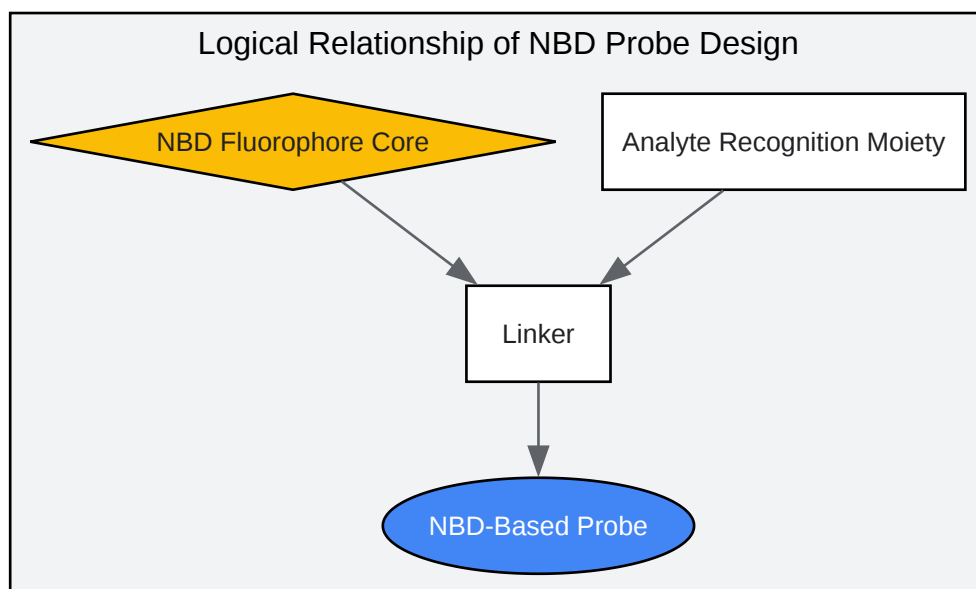 Logical Relationship of NBD Probe Design
NBD Fluorophore Core
Analyte Recognition Moiety
Linker
NBD-Based Probe